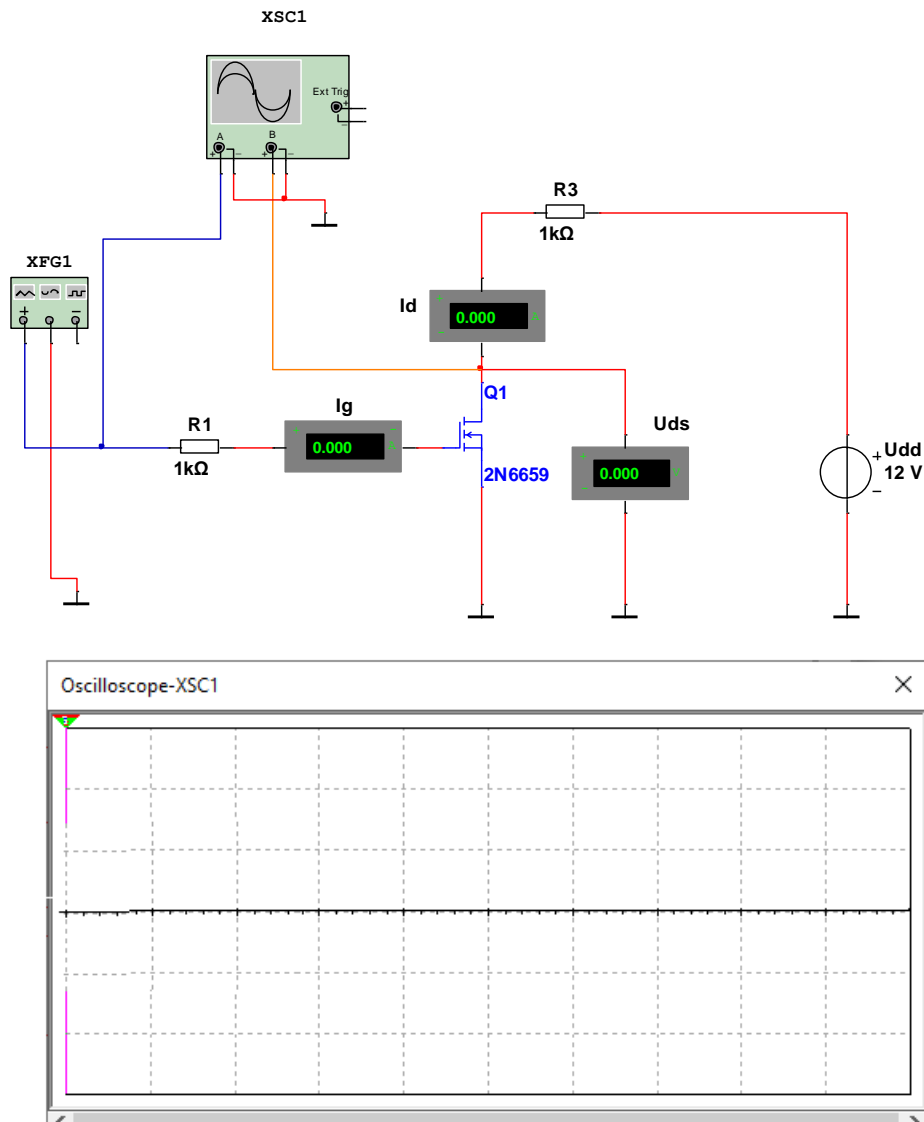 XSC1
Ext Trig
+
−
A
B
+ −
+ −
R3
1kΩ
XFG1
+ −
Id
+
−
0.000
A
Q1
R1
1kΩ
Ig
+ −
0.000
A
2N6659
Uds
+
−
0.000
V
+
−
Udd
12 V
Oscilloscope-XSC1